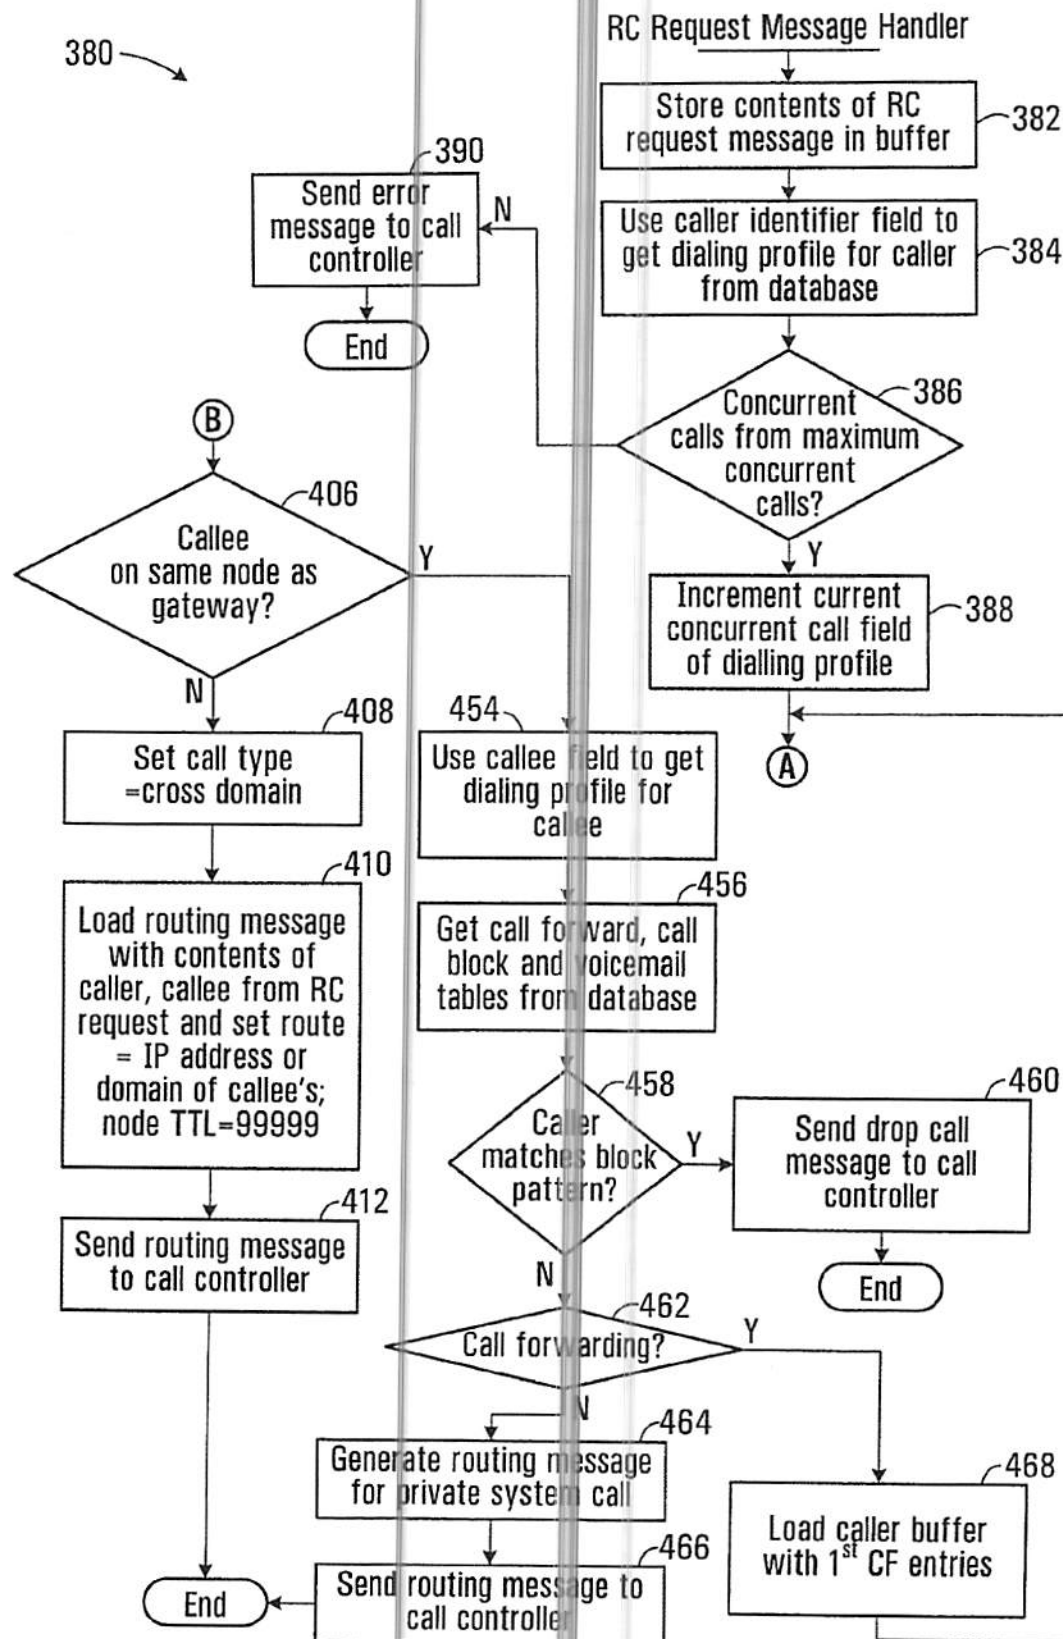 380
RC Request Message Handler
Store contents of RC
request message in buffer
382
Use caller identifier field to
get dialing profile for caller
from database
384
Concurrent
calls from maximum
concurrent
calls?
386
N
390
Send error
message to call
controller
End
Y
Increment current
concurrent call field
of dialling profile
388
A
B
406
Callee
on same node as
gateway?
Y
N
408
Set call type
=cross domain
410
Load routing message
with contents of
caller, callee from RC
request and set route
= IP address or
domain of callee's;
node TTL=99999
412
Send routing message
to call controller
End
454
Use callee field to get
dialing profile for
callee
456
Get call forward, call
block and voicemail
tables from database
458
Caller
matches block
pattern?
Y
460
Send drop call
message to call
controller
End
N
462
Call forwarding?
Y
N
464
Generate routing message
for private system call
466
Send routing message to
call controller
468
Load caller buffer
with 1st CF entries